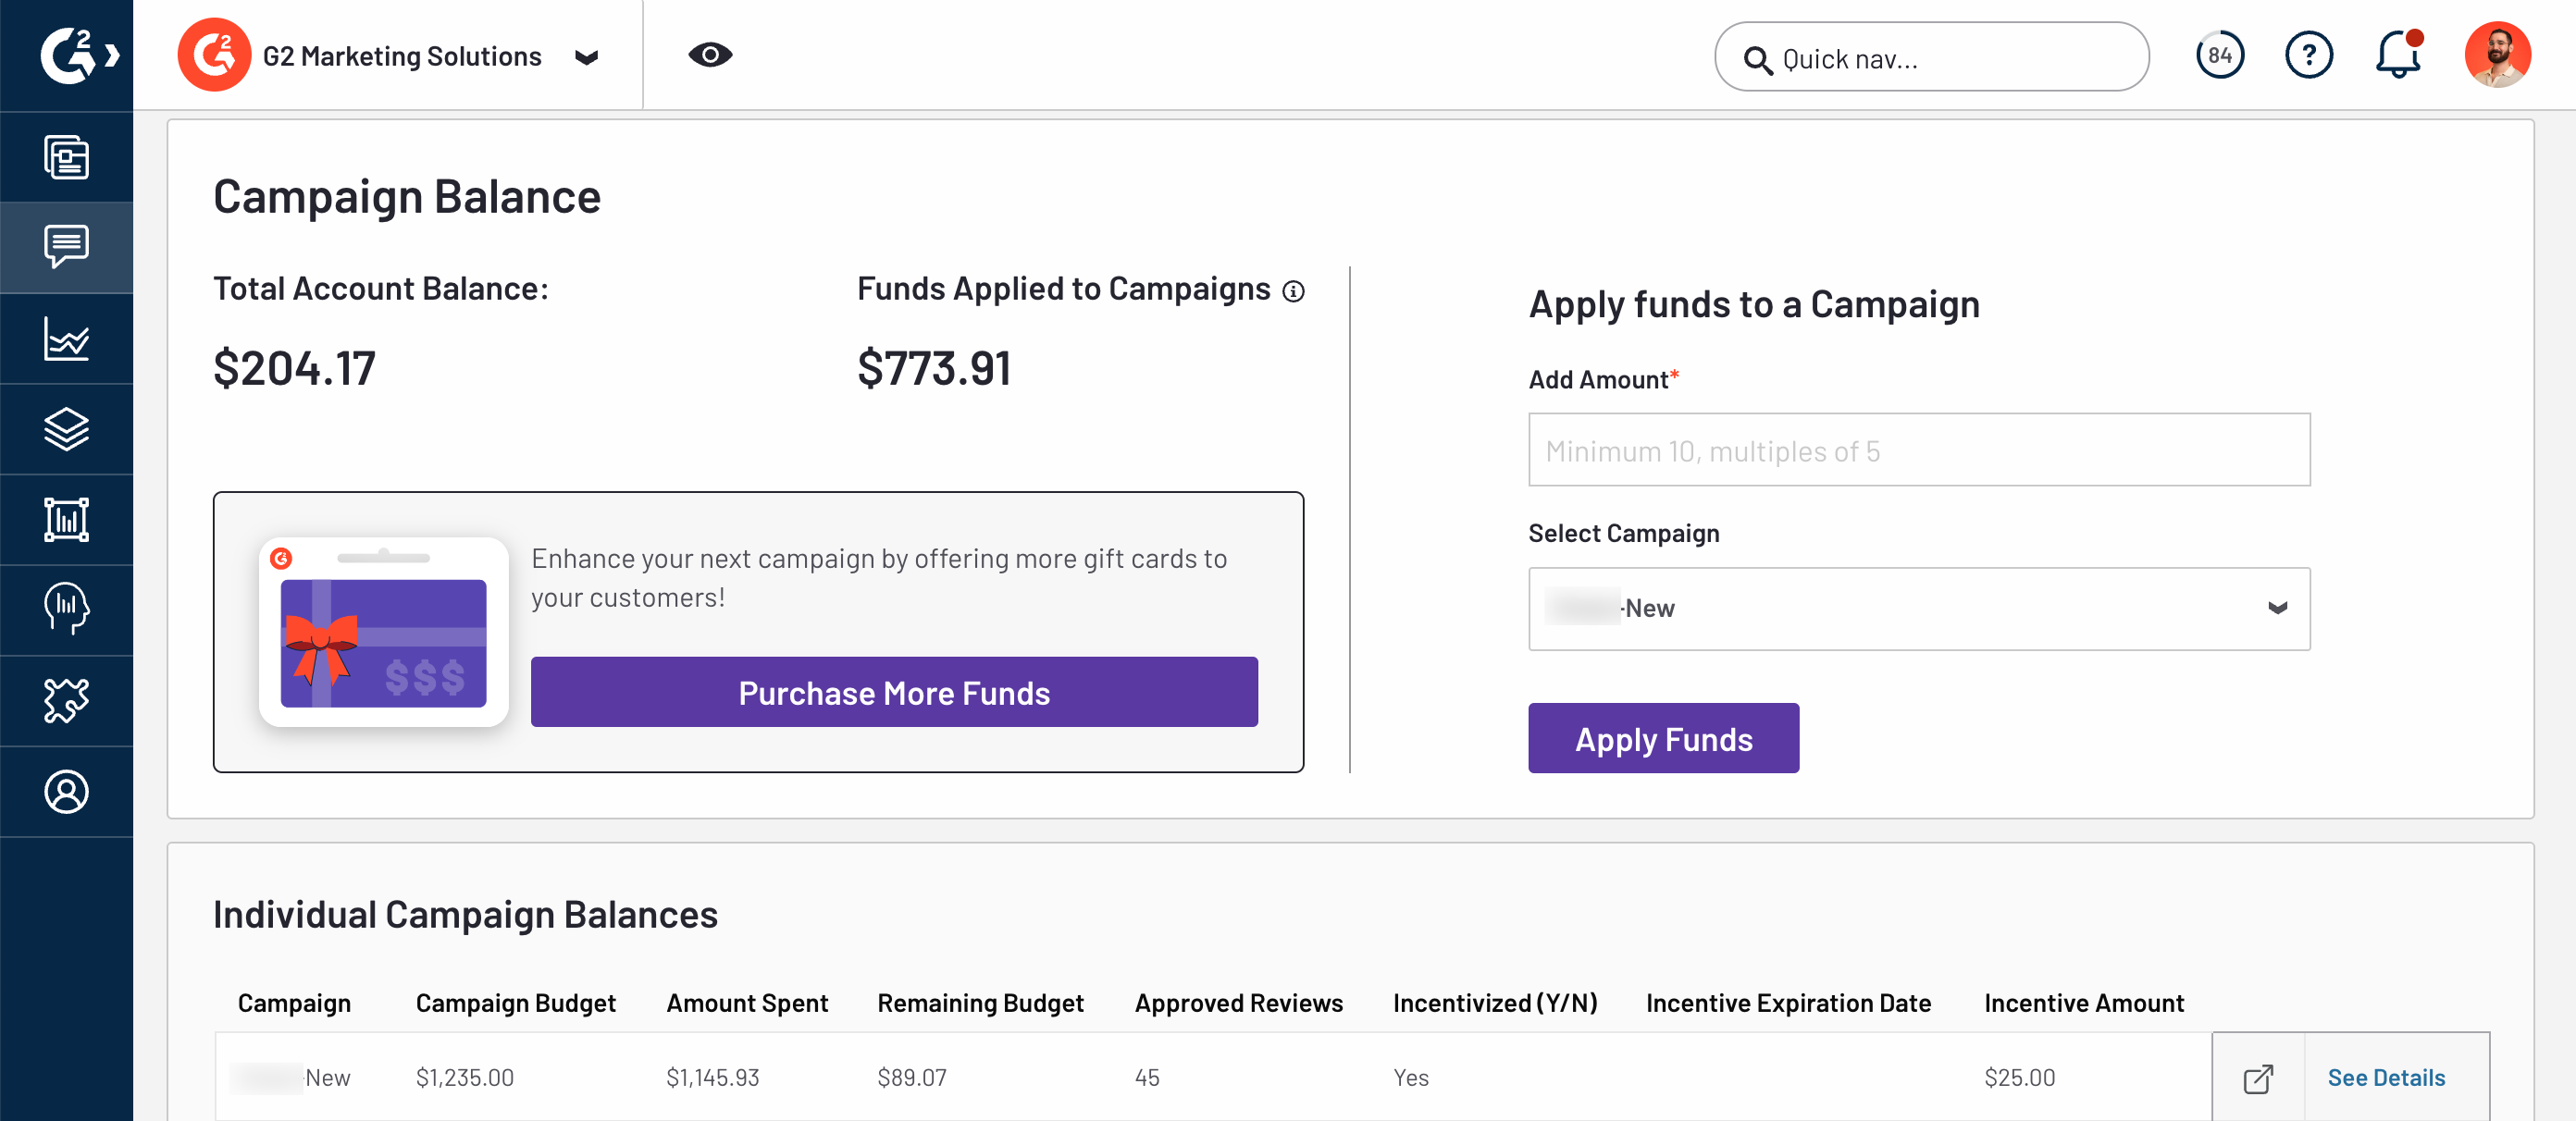 G2 Marketing Solutions
Quick nav...
84
?
Campaign Balance
Total Account Balance:
$204.17
Funds Applied to Campaigns
$773.91
Enhance your next campaign by offering more gift cards to
your customers!
$$$
Purchase More Funds
Apply funds to a Campaign
Add Amount*
Minimum 10, multiples of 5
Select Campaign
-New
Apply Funds
Individual Campaign Balances
Campaign Campaign Budget Amount Spent Remaining Budget Approved Reviews Incentivized (Y/N) Incentive Expiration Date Incentive Amount
-New $1,235.00 $1,145.93 $89.07 45 Yes $25.00 See Details